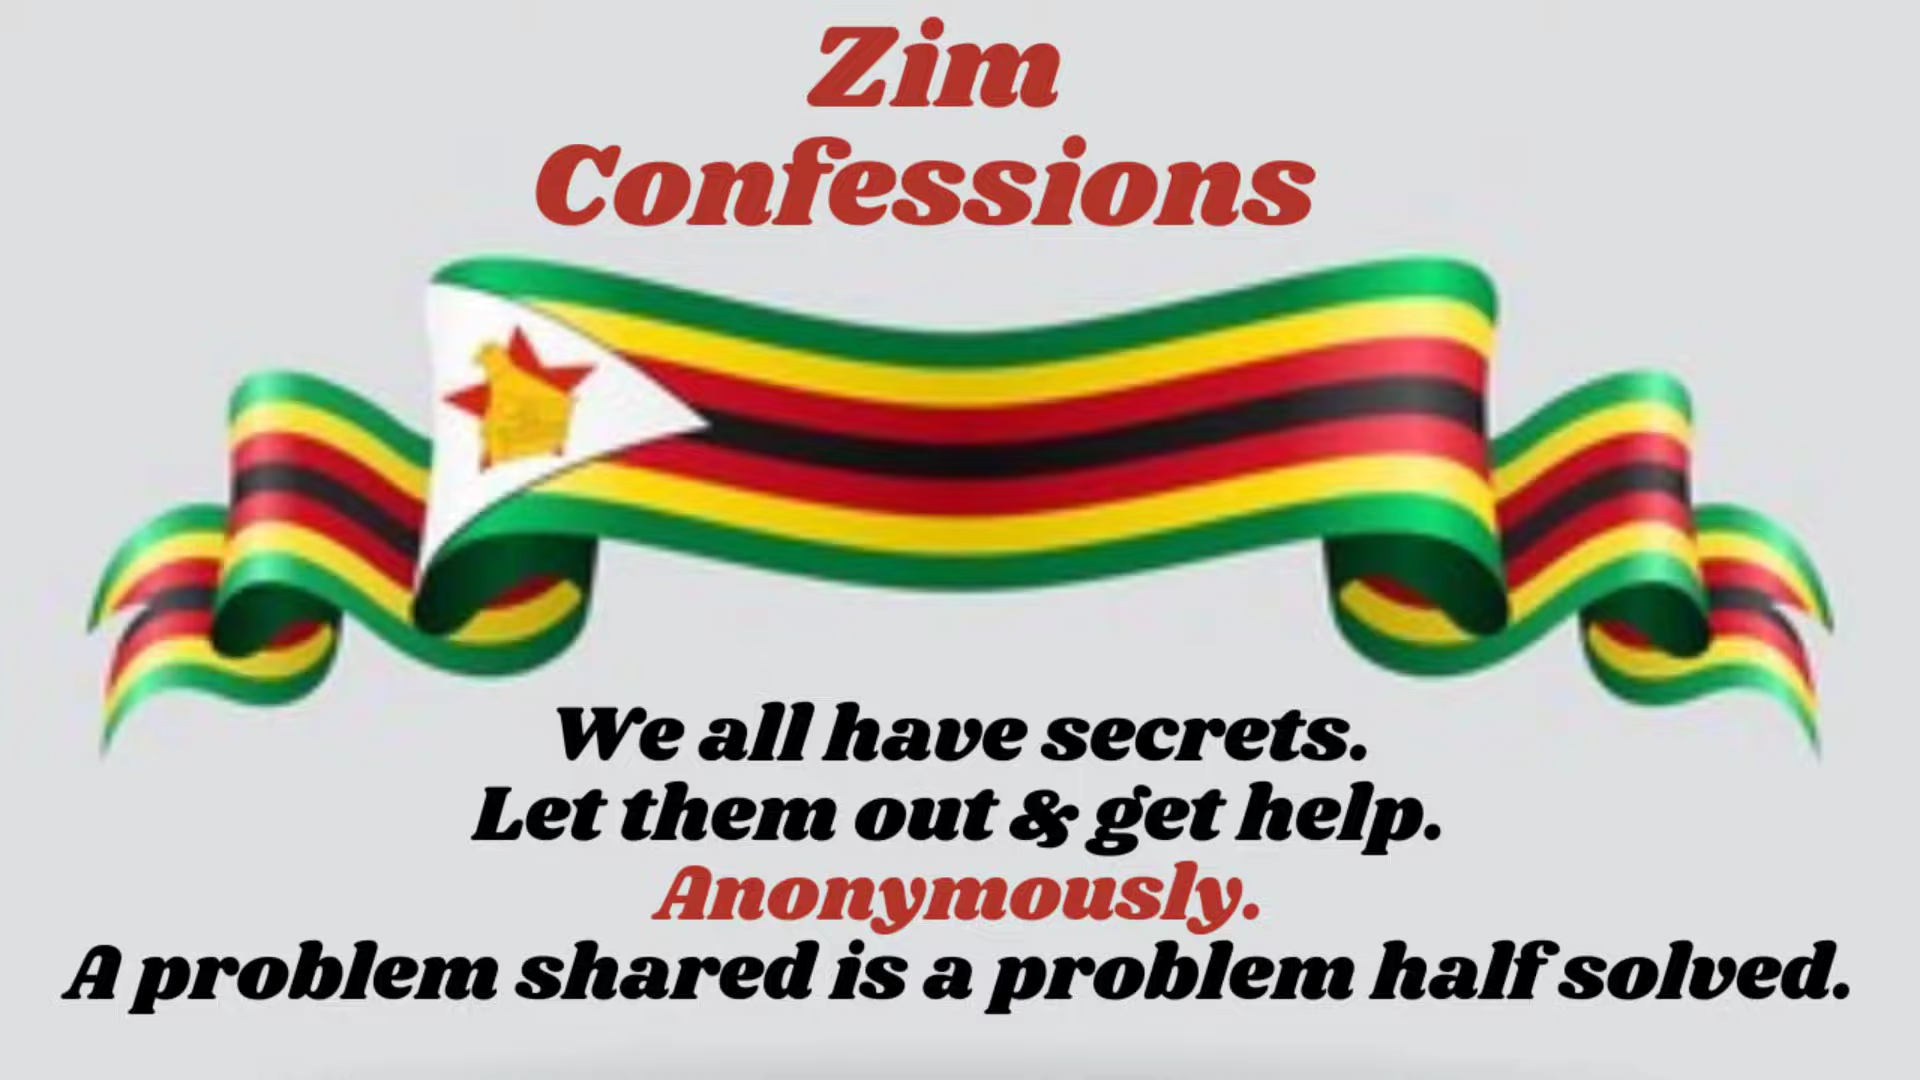 Zim
Confessions
We all have secrets.
Let them out & get help.
Anonymously.
A problem shared is a problem half solved.